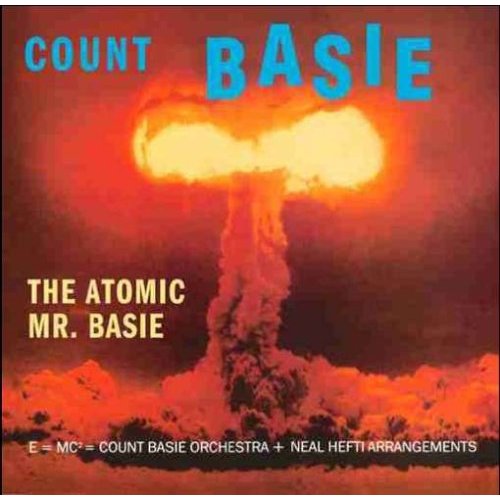 COUNT BASIE
THE ATOMIC
MR. BASIE
E = MC² = COUNT BASIE ORCHESTRA + NEAL HEFTI ARRANGEMENTS